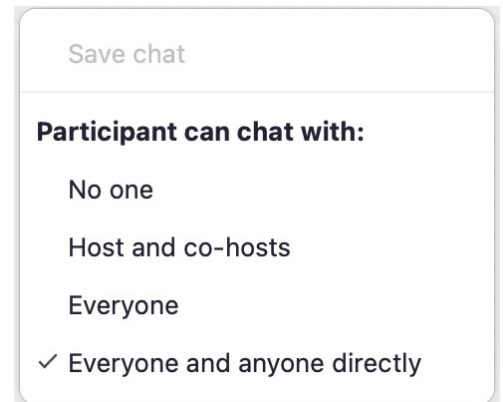 Save chat
Participant can chat with:
No one
Host and co-hosts
Everyone
✓ Everyone and anyone directly